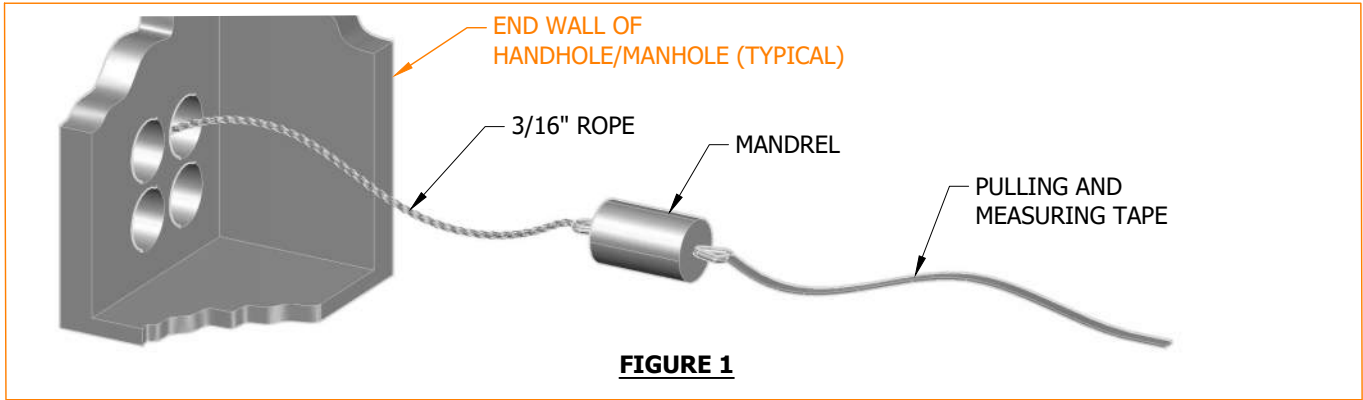 END WALL OF
HANDHOLE/MANHOLE (TYPICAL)
3/16" ROPE
MANDREL
PULLING AND
MEASURING TAPE
FIGURE 1